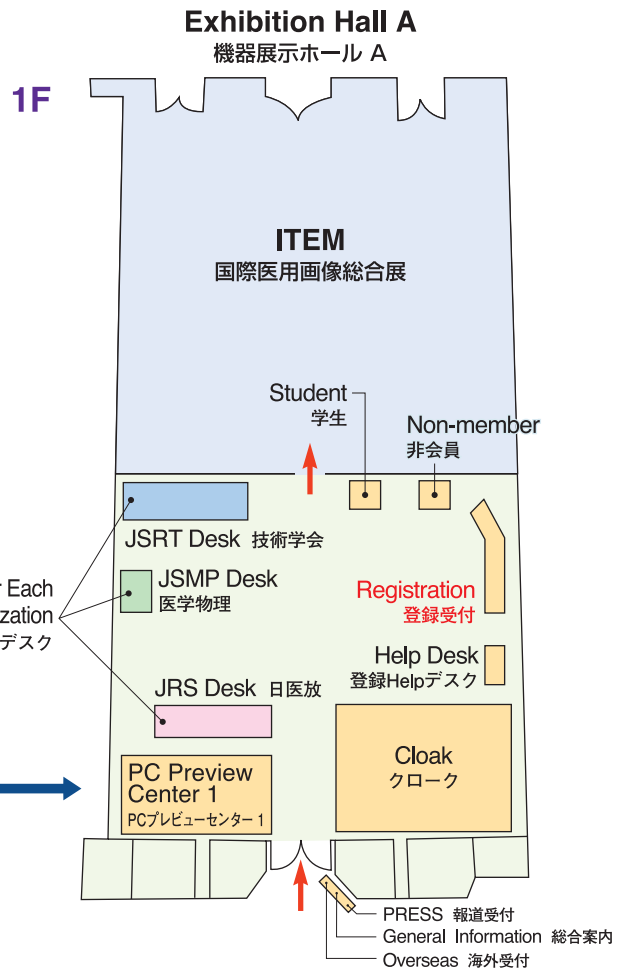 Exhibition Hall A
機器展示ホール A
1F
ITEM
国際医用画像総合展
Student
学生
Non-member
非会員
JSRT Desk 技術学会
JSMP Desk
医学物理
Each
デスク
Registration
登録受付
Help Desk
登録Helpデスク
JRS Desk 日医放
PC Preview
Center 1
PCプレビューセンター 1
Cloak
クローク
PRESS 報道受付
General Information 総合案内
Overseas 海外受付